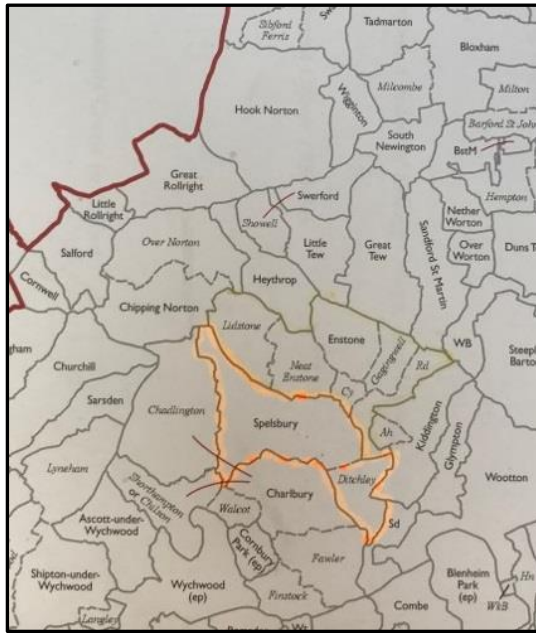 Sibford
Ferris
Tadmarton
Bloxham
Milcombe
Milton
Wigginton
Hook Norton
South
Newington
Barford St John
BstM
Hempton
Great
Rollright
Little
Rollright
Showell
Swerford
Nether
Worton
Over Norton
Little
Tew
Great
Tew
Sandford St Martin
Over
Worton
Duns T
Salford
Cornwell
Heythrop
Chipping Norton
Lidstone
Enstone
Gagingwell
Rd
WB
Steep
Barto
gham
Churchill
Neat
Enstone
Cy
Sarsden
Chadlington
Spelsbury
Ah
Kiddington
Glympton
Lyneham
Ditchley
Wootton
Shorthampton
or Chilson
Charlbury
Walcot
Sd
Ascott-under-
Wychwood
Cornbury
Park (ep)
Fawler
Shipton-under-
Wychwood
Wychwood
(ep)
Finstock
Blenheim
Park (ep)
Hn
WkB
Langley
Combe